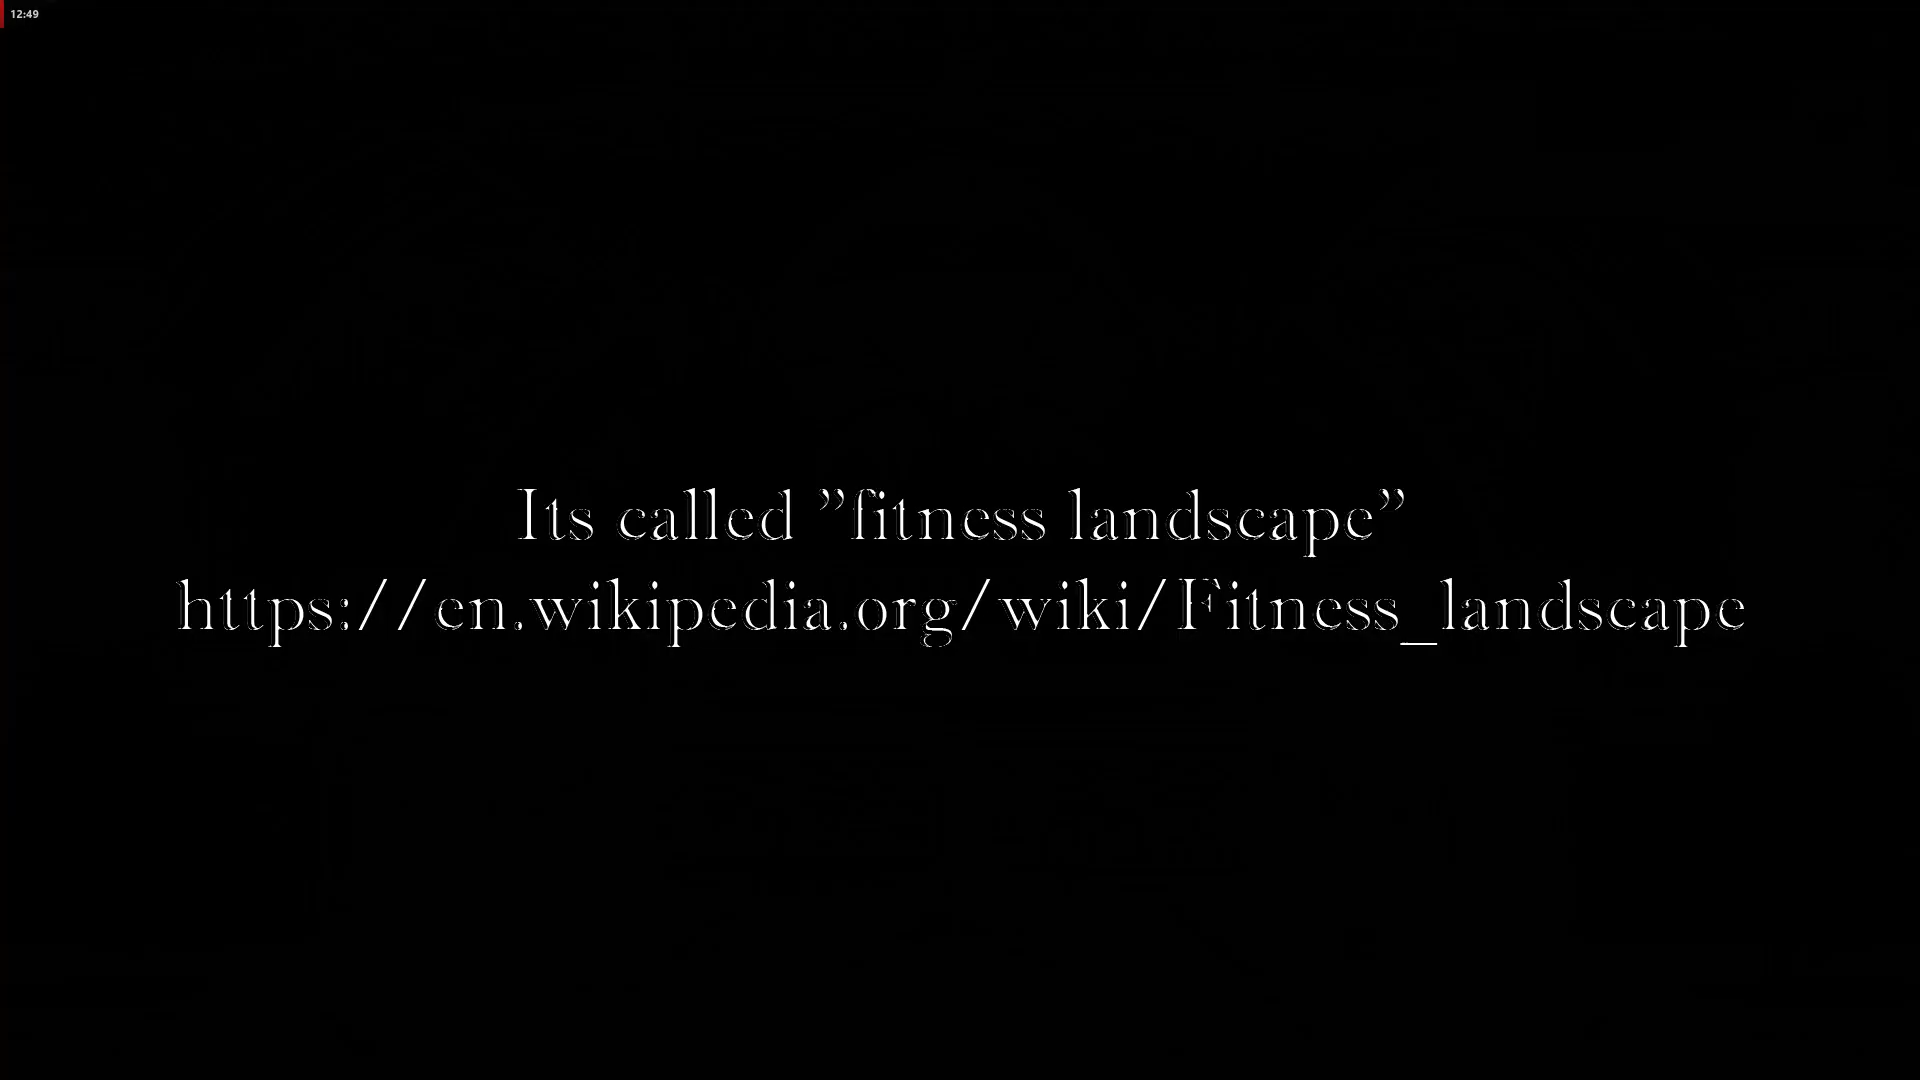 12:49
Its called ”fitness landscape”
https://en.wikipedia.org/wiki/Fitness_landscape